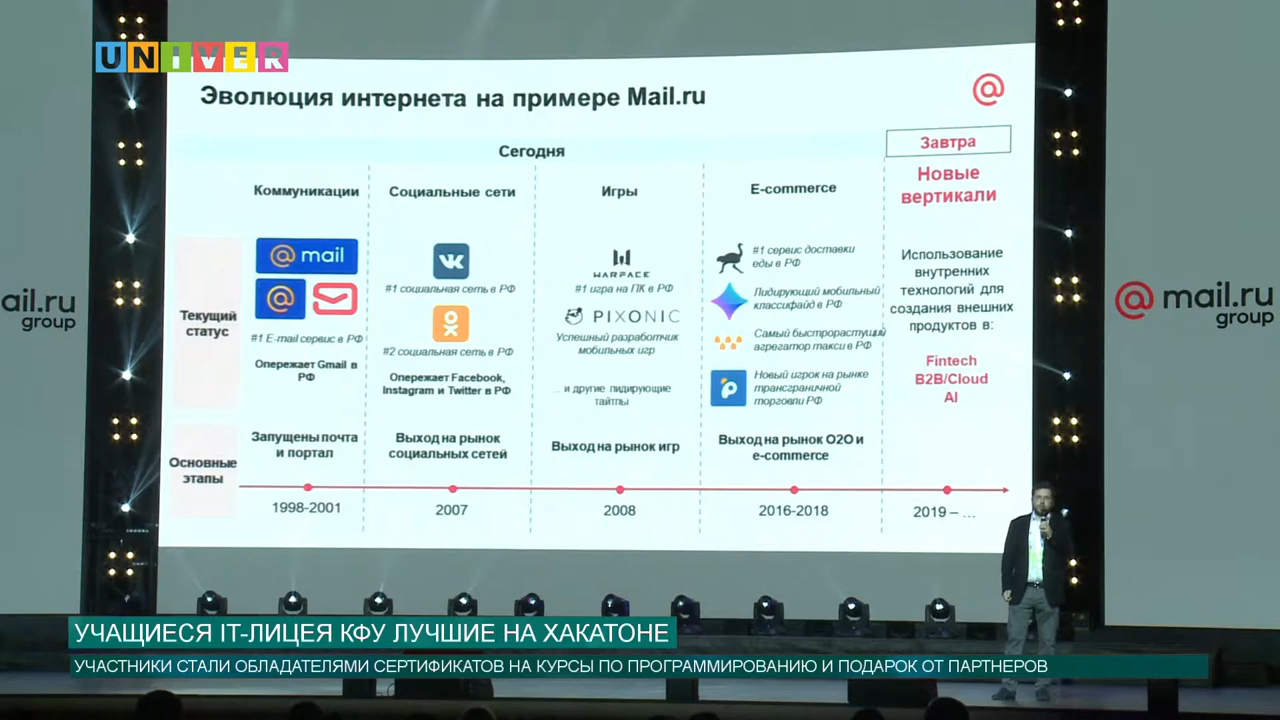 UNIVER
Эволюция интернета на примере Mail.ru
Сегодня
Завтра
Коммуникации
Социальные сети
Игры
E-commerce
Новые
вертикали
Текущий
статус
@mail
#1 E-mail сервис в РФ
Опережает Gmail в
РФ
#1 социальная сеть в РФ
#2 социальная сеть в РФ
Опережает Facebook,
Instagram и Twitter в РФ
WARFACE
#1 игра на ПК в РФ
PIXONIC
Успешный разработчик
мобильных игр
... и другие лидирующие
тайтлы
#1 сервис доставки
еды в РФ
Лидирующий мобильный
классифайд в РФ
Самый быстрорастущий
агрегатор такси в РФ
Новый игрок на рынке
трансграничной
торговли РФ
Использование
внутренних
технологий для
создания внешних
продуктов в:
Fintech
B2B/Cloud
AI
Основные
этапы
Запущены почта
и портал
Выход на рынок
социальных сетей
Выход на рынок игр
Выход на рынок O2O и
e-commerce
1998-2001
2007
2008
2016-2018
2019 – ...
ail.ru
group
@mail.ru
group
УЧАЩИЕСЯ IT-ЛИЦЕЯ КФУ ЛУЧШИЕ НА ХАКАТОНЕ
УЧАСТНИКИ СТАЛИ ОБЛАДАТЕЛЯМИ СЕРТИФИКАТОВ НА КУРСЫ ПО ПРОГРАММИРОВАНИЮ И ПОДАРОК ОТ ПАРТНЕРОВ